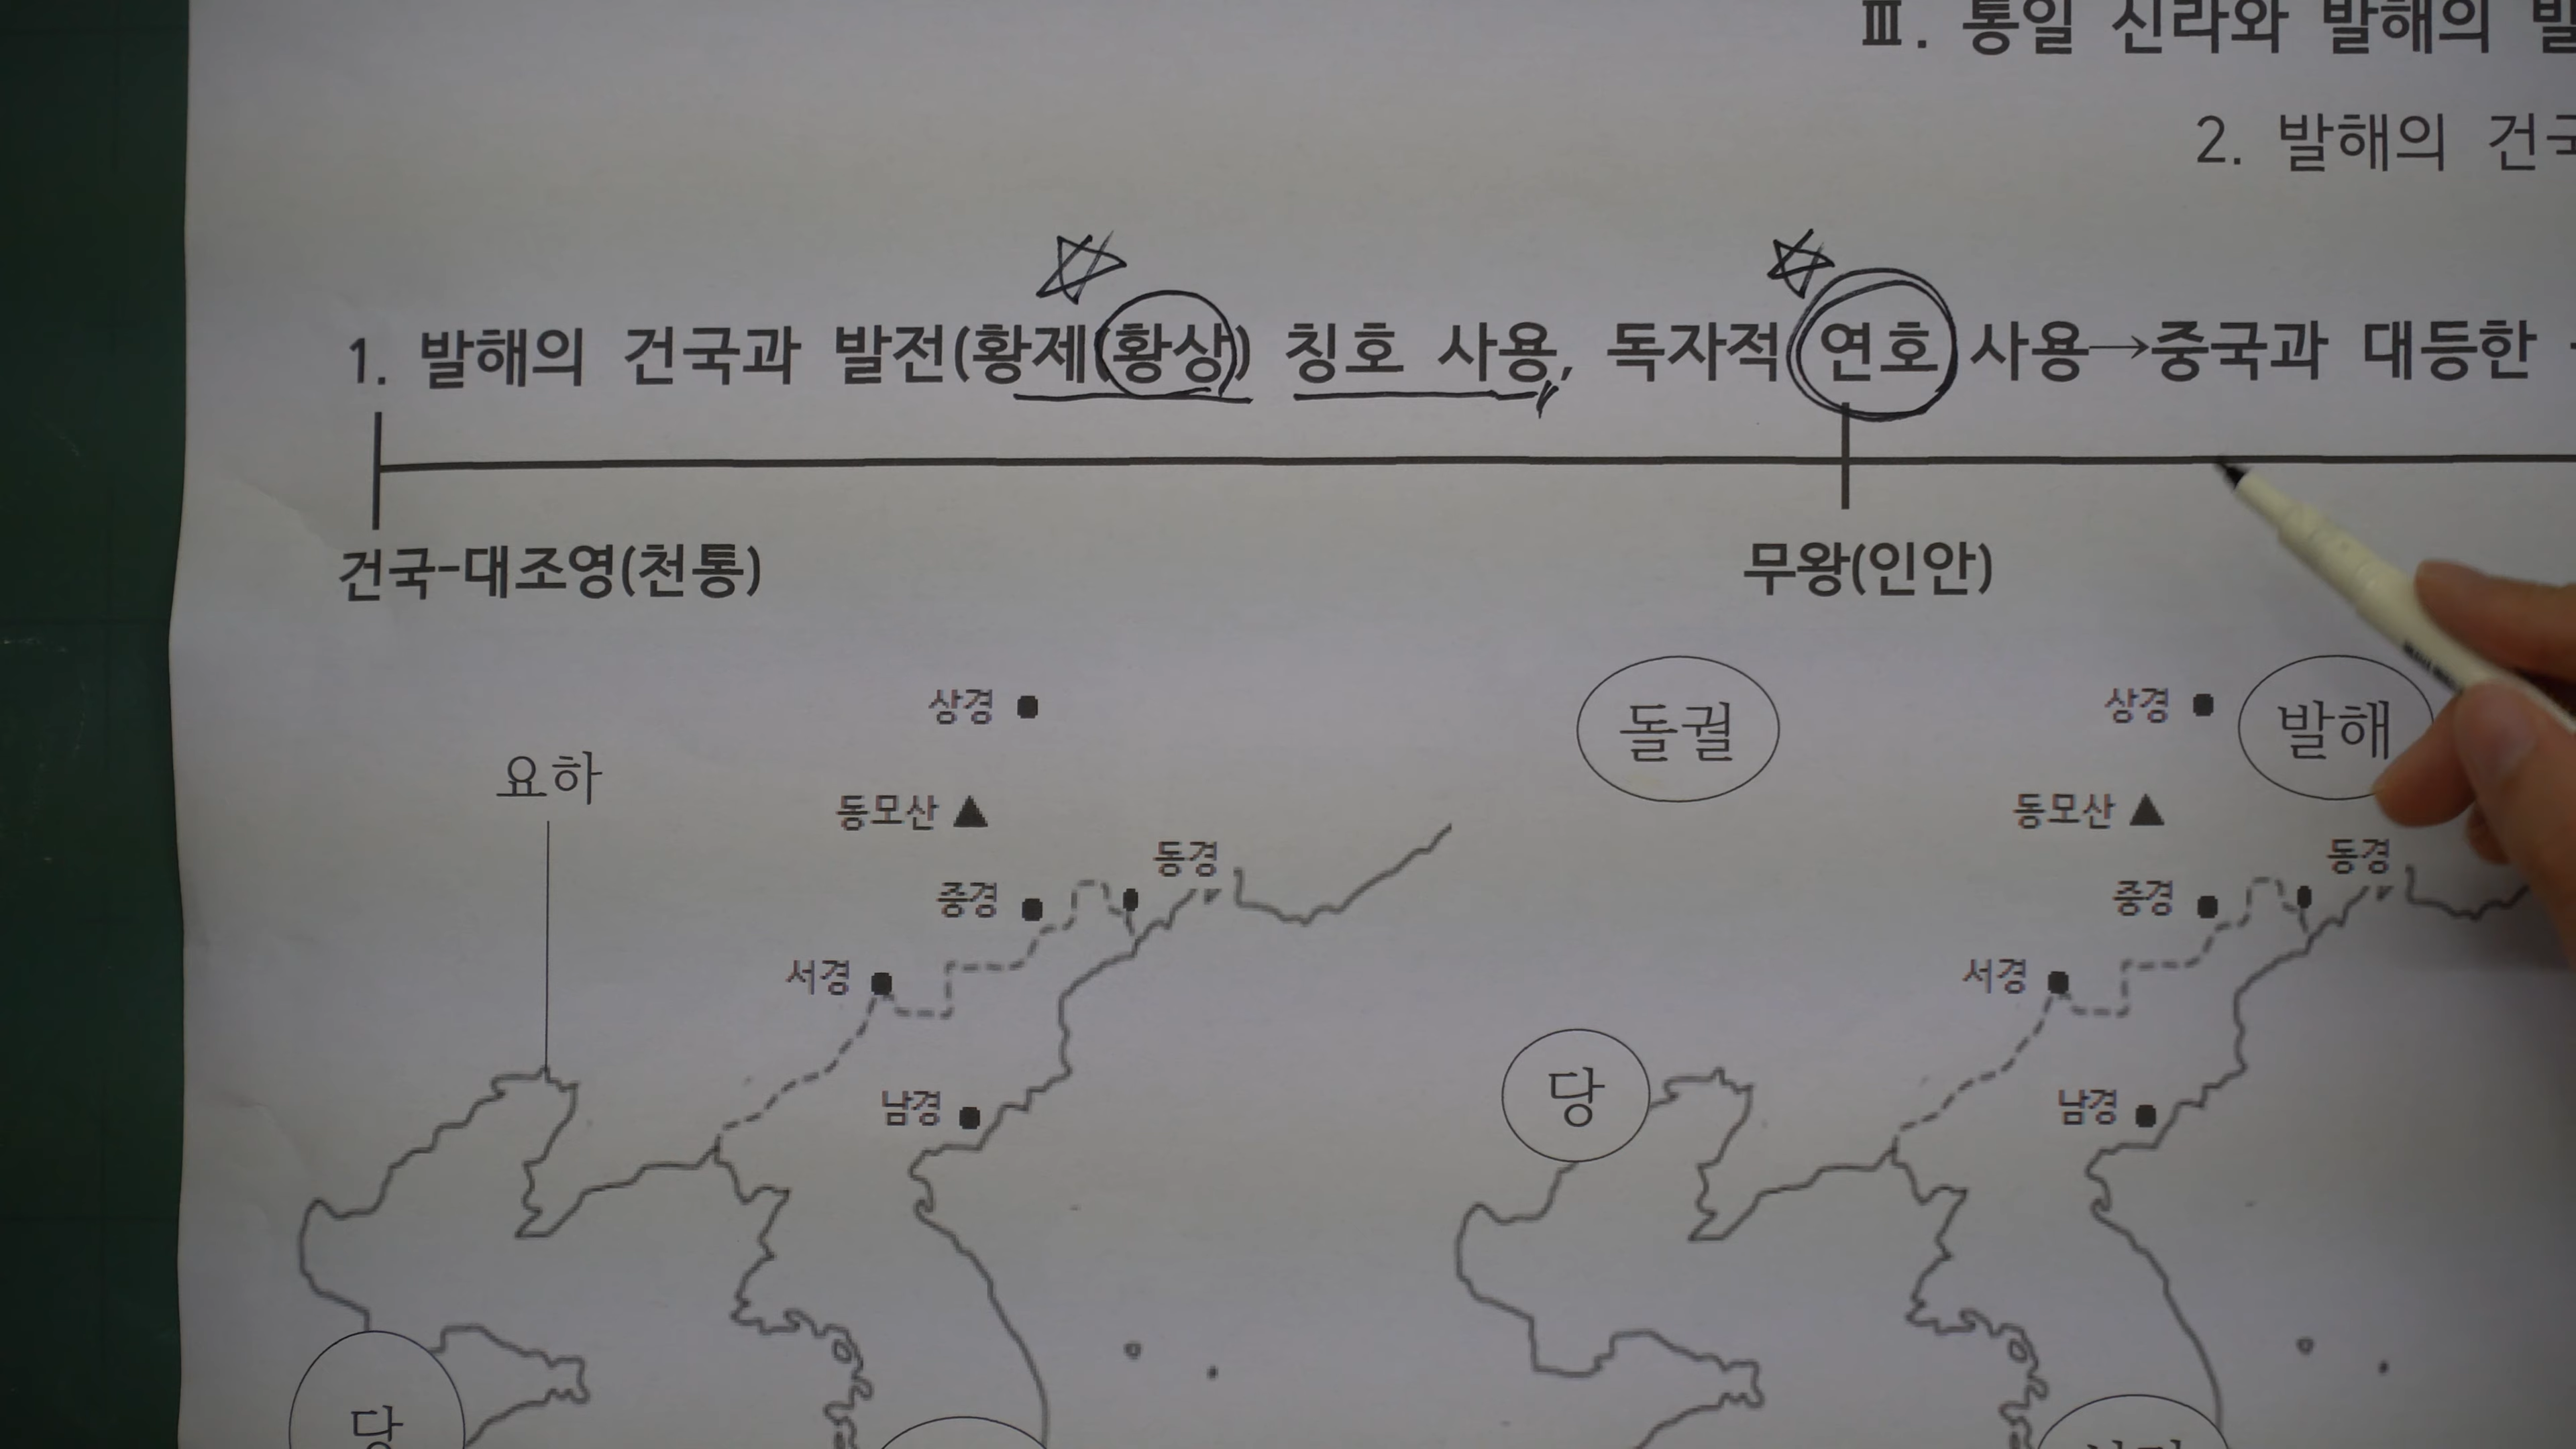 Ⅲ. 통일 신라와 발해의
2. 발해의
1. 발해의 건국과 발전(황제(황상) 칭호 사용, 독자적 연호 사용→중국과 대등한
건국-대조영(천통)
무왕(인안)
상경
요하
동모산
동경
중경
서경
남경
당
돌궐
상경
발해
동모산
동경
중경
서경
당
남경